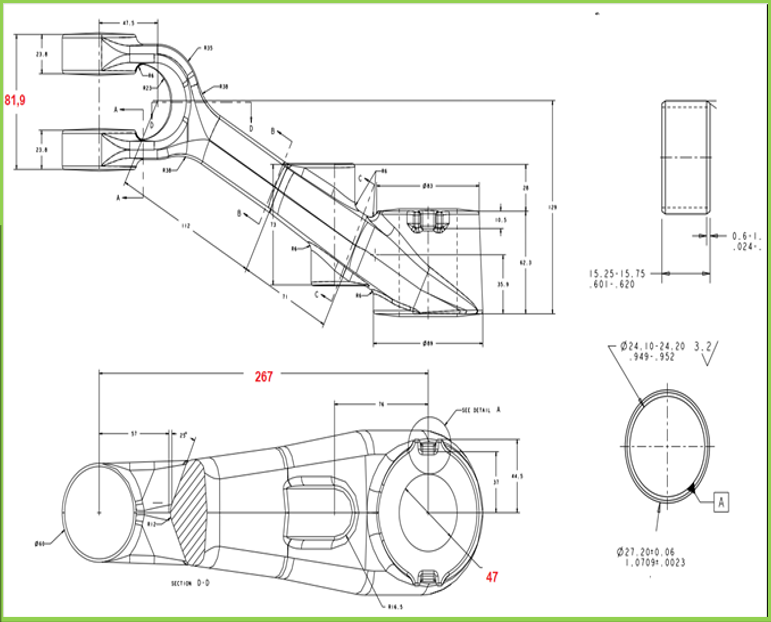 47.5
R35
23.8
R6
R23
R38
81,9
A
D
D
B
C
R6
Ø83
28
129
23.8
R38
10.5
0.6-1.
.024-.
A
B
112
73
R6
62.3
35.9
15.25-15.75
.601-.620
71
C
R6
Ø89
Ø24.10-24.20
.949-.952
3.2
267
76
SEE DETAIL A
57
25°
37
44.5
A
R12
Ø60
Ø27.20±0.06
1.0709±.0023
SECTION D-D
47
R16.5